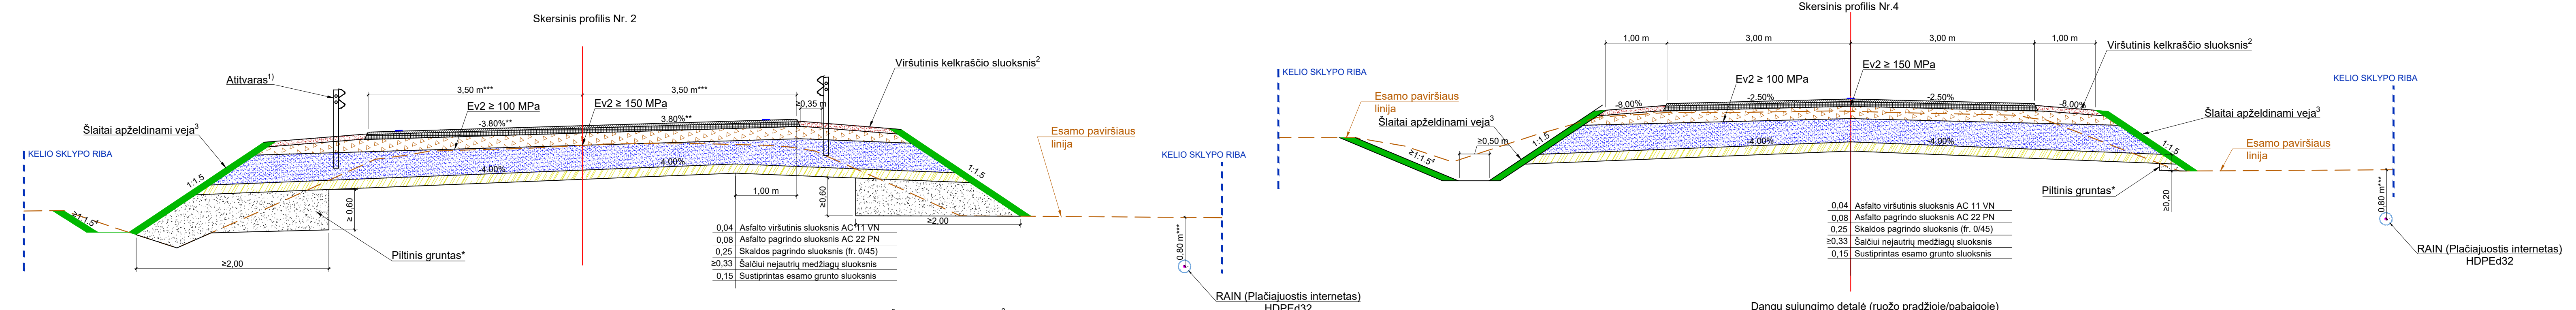 Skersinis profilis Nr. 2
Atitvaras1)
Viršutinis kelkraščio sluoksnis2
3,50 m***
3,50 m***
≥0,35 m
Ev2 ≥ 100 MPa
Ev2 ≥ 150 MPa
-3.80%**
3.80%**
Šlaitai apželdinami veja3
Esamo paviršiaus
linija
KELIO SKLYPO RIBA
KELIO SKLYPO RIBA
1:1.5
1:1.5
-4.00%
4.00%
≥1:1.54
≥ 0,60
≥0,60
1,00 m
≥2,00
≥2,00
Piltinis gruntas*
0,04 Asfalto viršutinis sluoksnis AC 11 VN
0,08 Asfalto pagrindo sluoksnis AC 22 PN
0,25 Skaldos pagrindo sluoksnis (fr. 0/45)
≥0,33 Šalčiui nejautrių medžiagų sluoksnis
0,15 Sustiprintas esamo grunto sluoksnis
0,80 m***
RAIN (Plačiajuostis internetas)
HDPEd32
Skersinis profilis Nr.4
1,00 m
3,00 m
3,00 m
1,00 m
Viršutinis kelkraščio sluoksnis2
KELIO SKLYPO RIBA
KELIO SKLYPO RIBA
Ev2 ≥ 150 MPa
Ev2 ≥ 100 MPa
Esamo paviršiaus
linija
-8.00%
-2.50%
-2.50%
-8.00%
Šlaitai apželdinami veja3
Šlaitai apželdinami veja3
≥0,50 m
1:1.5
1:1.5
≥1:1.54
-4.00%
-4.00%
Esamo paviršiaus
linija
Piltinis gruntas*
≥0,20
0,80 m***
0,04 Asfalto viršutinis sluoksnis AC 11 VN
0,08 Asfalto pagrindo sluoksnis AC 22 PN
0,25 Skaldos pagrindo sluoksnis (fr. 0/45)
≥0,33 Šalčiui nejautrių medžiagų sluoksnis
0,15 Sustiprintas esamo grunto sluoksnis
RAIN (Plačiajuostis internetas)
HDPEd32
Dangų sujungimo detalė (ruožo pradžioje/pabaigoje)